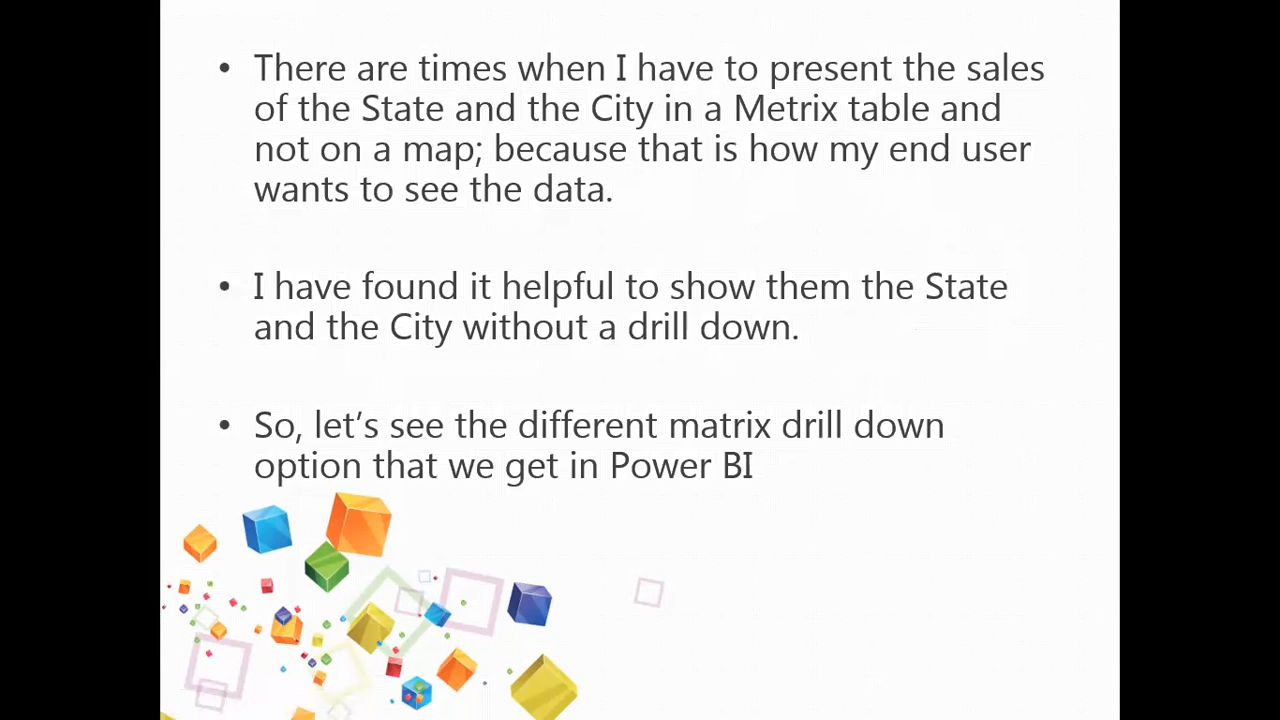 • There are times when I have to present the sales
of the State and the City in a Metrix table and
not on a map; because that is how my end user
wants to see the data.
• I have found it helpful to show them the State
and the City without a drill down.
• So, let’s see the different matrix drill down
option that we get in Power BI